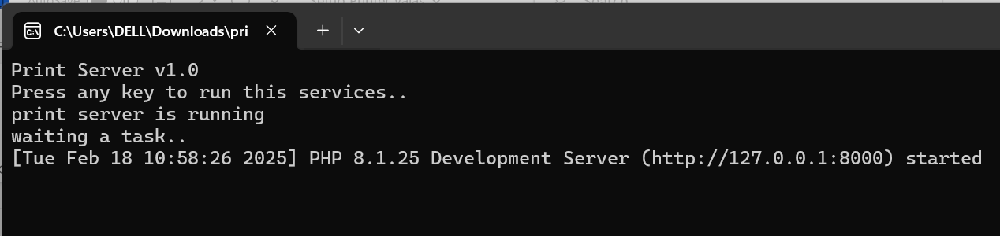 C:\Users\DELL\Downloads\pri
Print Server v1.0
Press any key to run this services..
print server is running
waiting a task..
[Tue Feb 18 10:58:26 2025] PHP 8.1.25 Development Server (http://127.0.0.1:8000) started